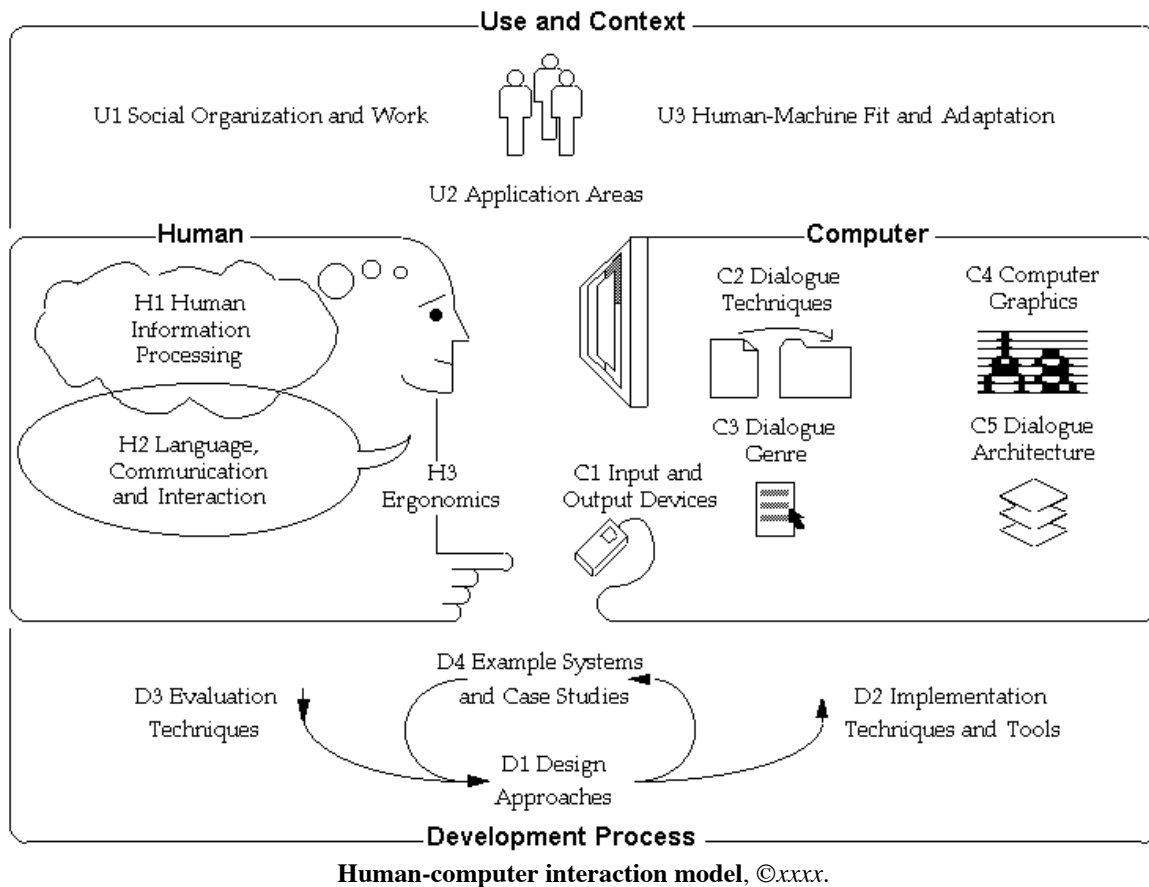 Use and Context
U1 Social Organization and Work
U3 Human-Machine Fit and Adaptation
U2 Application Areas
Human
H1 Human
Information
Processing
H2 Language,
Communication
and Interaction
H3
Ergonomics
Computer
C2 Dialogue
Techniques
C4 Computer
Graphics
C3 Dialogue
Genre
C5 Dialogue
Architecture
C1 Input and
Output Devices
D4 Example Systems
and Case Studies
D3 Evaluation
Techniques
D2 Implementation
Techniques and Tools
D1 Design
Approaches
Development Process
Human-computer interaction model, ©xxxx.